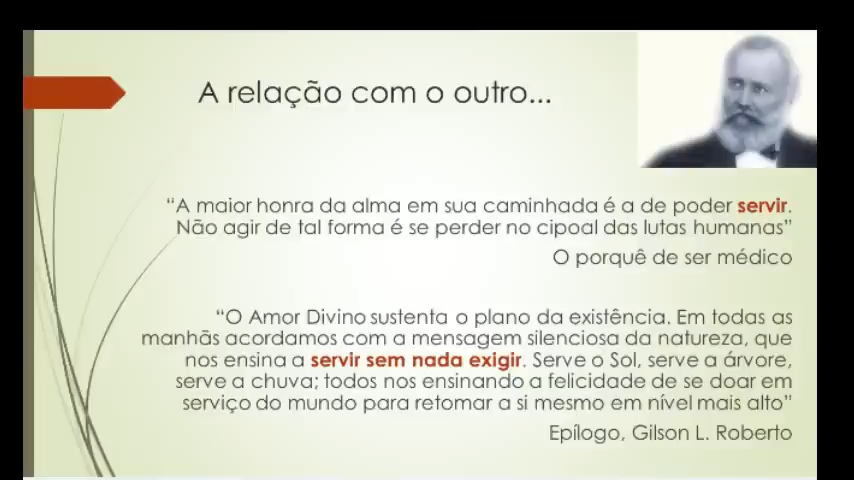 A relação com o outro...
“A maior honra da alma em sua caminhada é a de poder servir.
Não agir de tal forma é se perder no cipoal das lutas humanas”
O porquê de ser médico
“O Amor Divino sustenta o plano da existência. Em todas as
manhãs acordamos com a mensagem silenciosa da natureza, que
nos ensina a servir sem nada exigir. Serve o Sol, serve a árvore,
serve a chuva; todos nos ensinando a felicidade de se doar em
serviço do mundo para retomar a si mesmo em nível mais alto”
Epílogo, Gilson L. Roberto